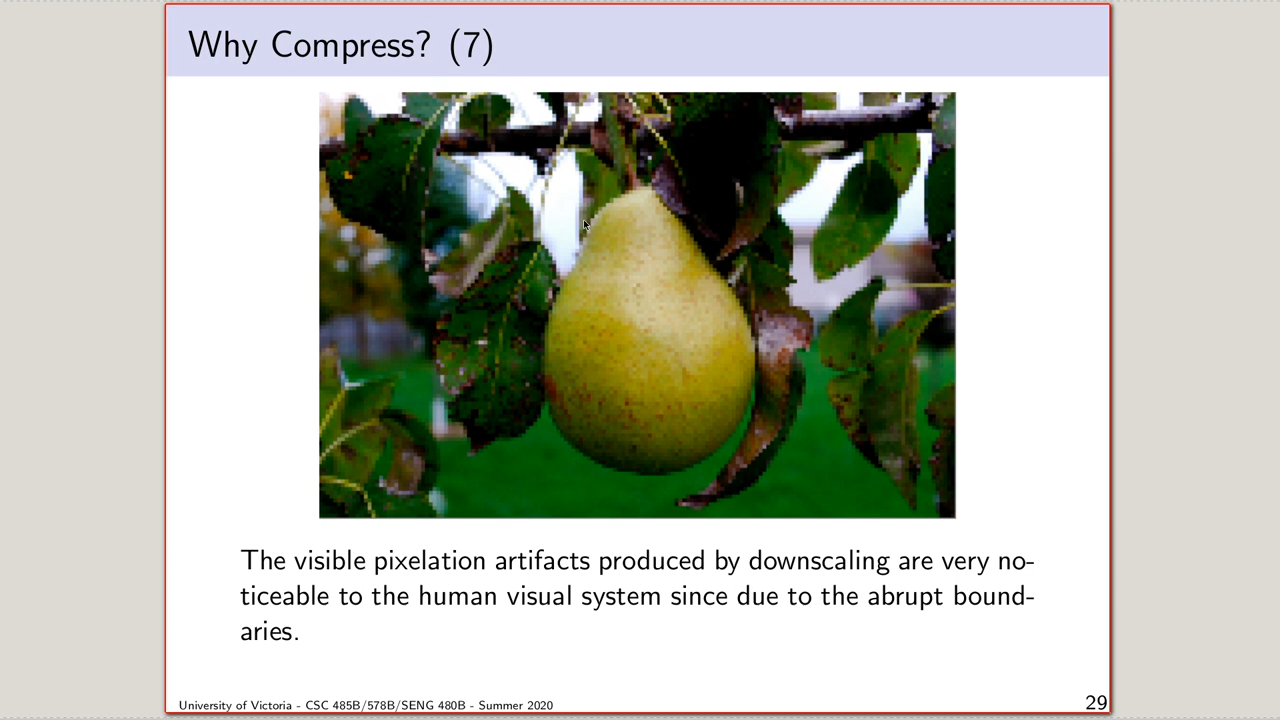 Why Compress? (7)
The visible pixelation artifacts produced by downscaling are very no-
ticeable to the human visual system since due to the abrupt bound-
aries.
University of Victoria - CSC 485B/578B/SENG 480B - Summer 2020
29